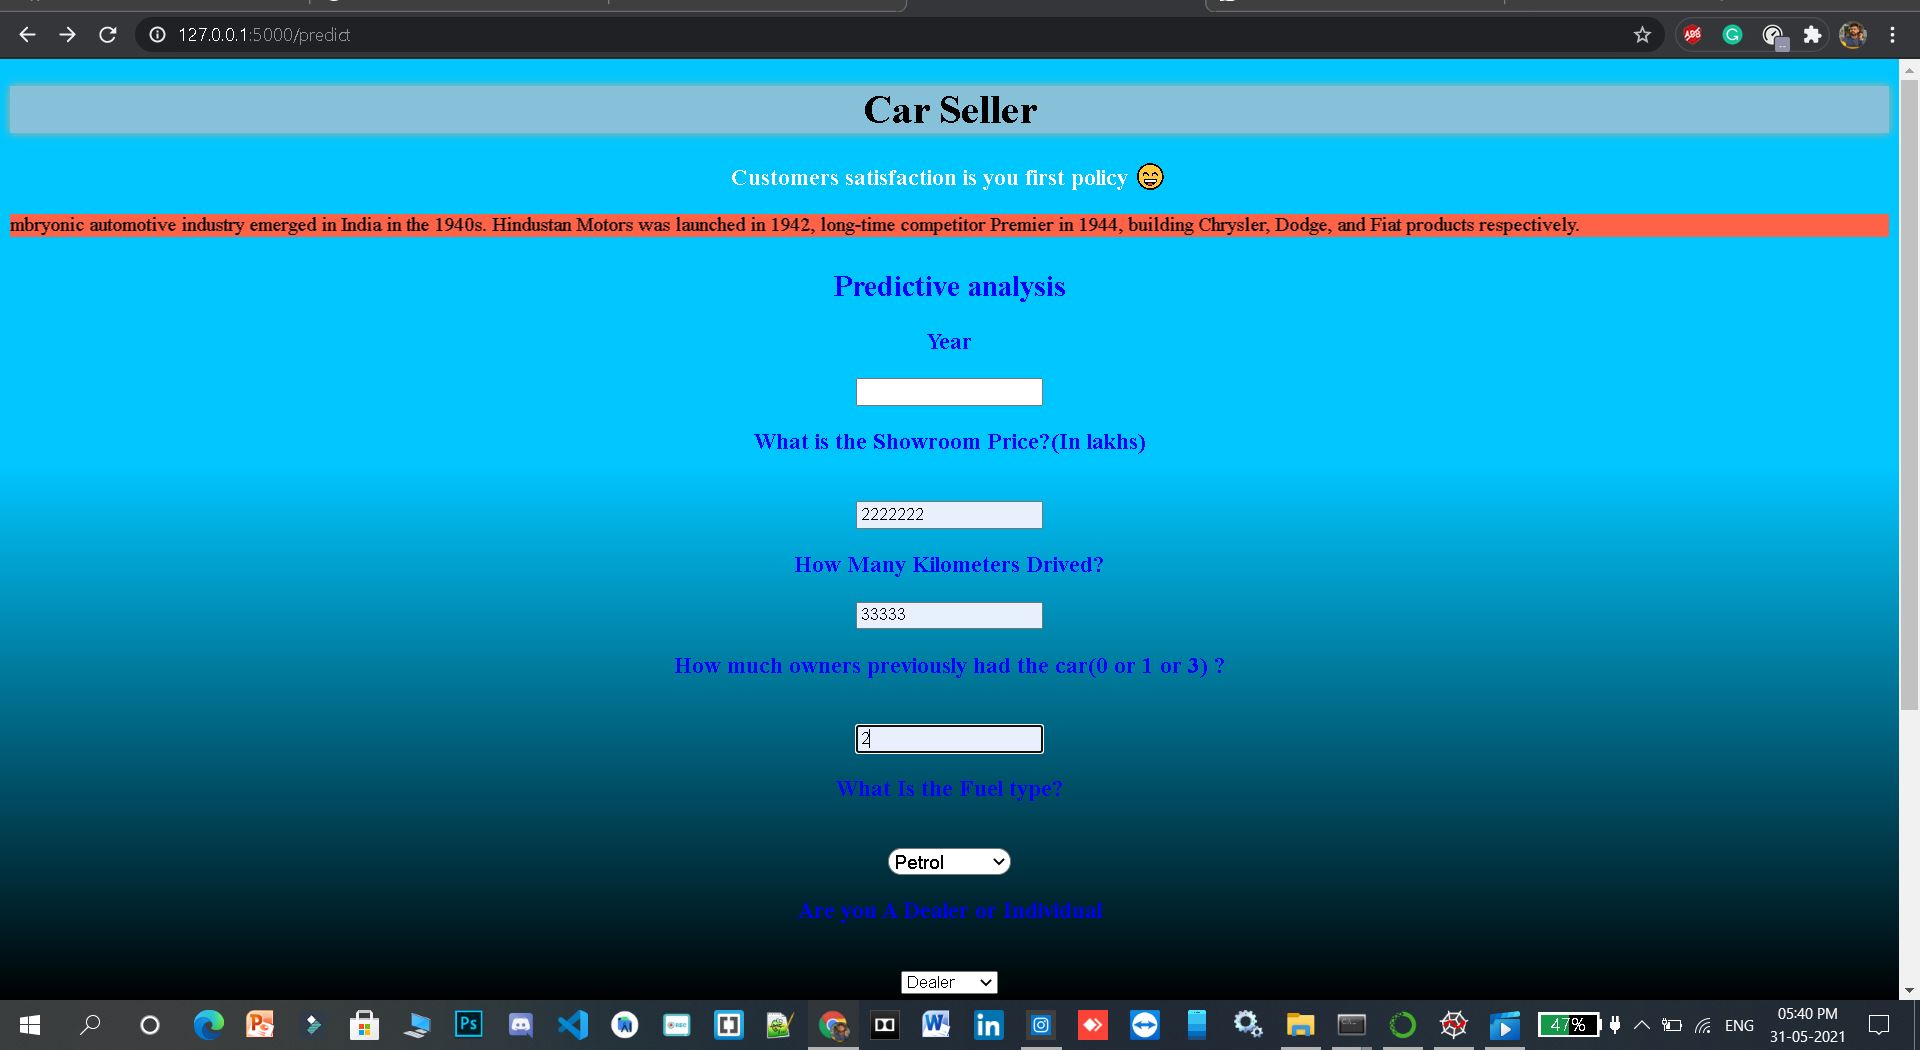 127.0.0.1:5000/predict
Car Seller
Customers satisfaction is you first policy
mbryonic automotive industry emerged in India in the 1940s. Hindustan Motors was launched in 1942, long-time competitor Premier in 1944, building Chrysler, Dodge, and Fiat products respectively.
Predictive analysis
Year
What is the Showroom Price?(In lakhs)
2222222
How Many Kilometers Drived?
33333
How much owners previously had the car(0 or 1 or 3) ?
2
What Is the Fuel type?
Petrol
Are you A Dealer or Individual
Dealer
47%
ENG
05:40 PM
31-05-2021